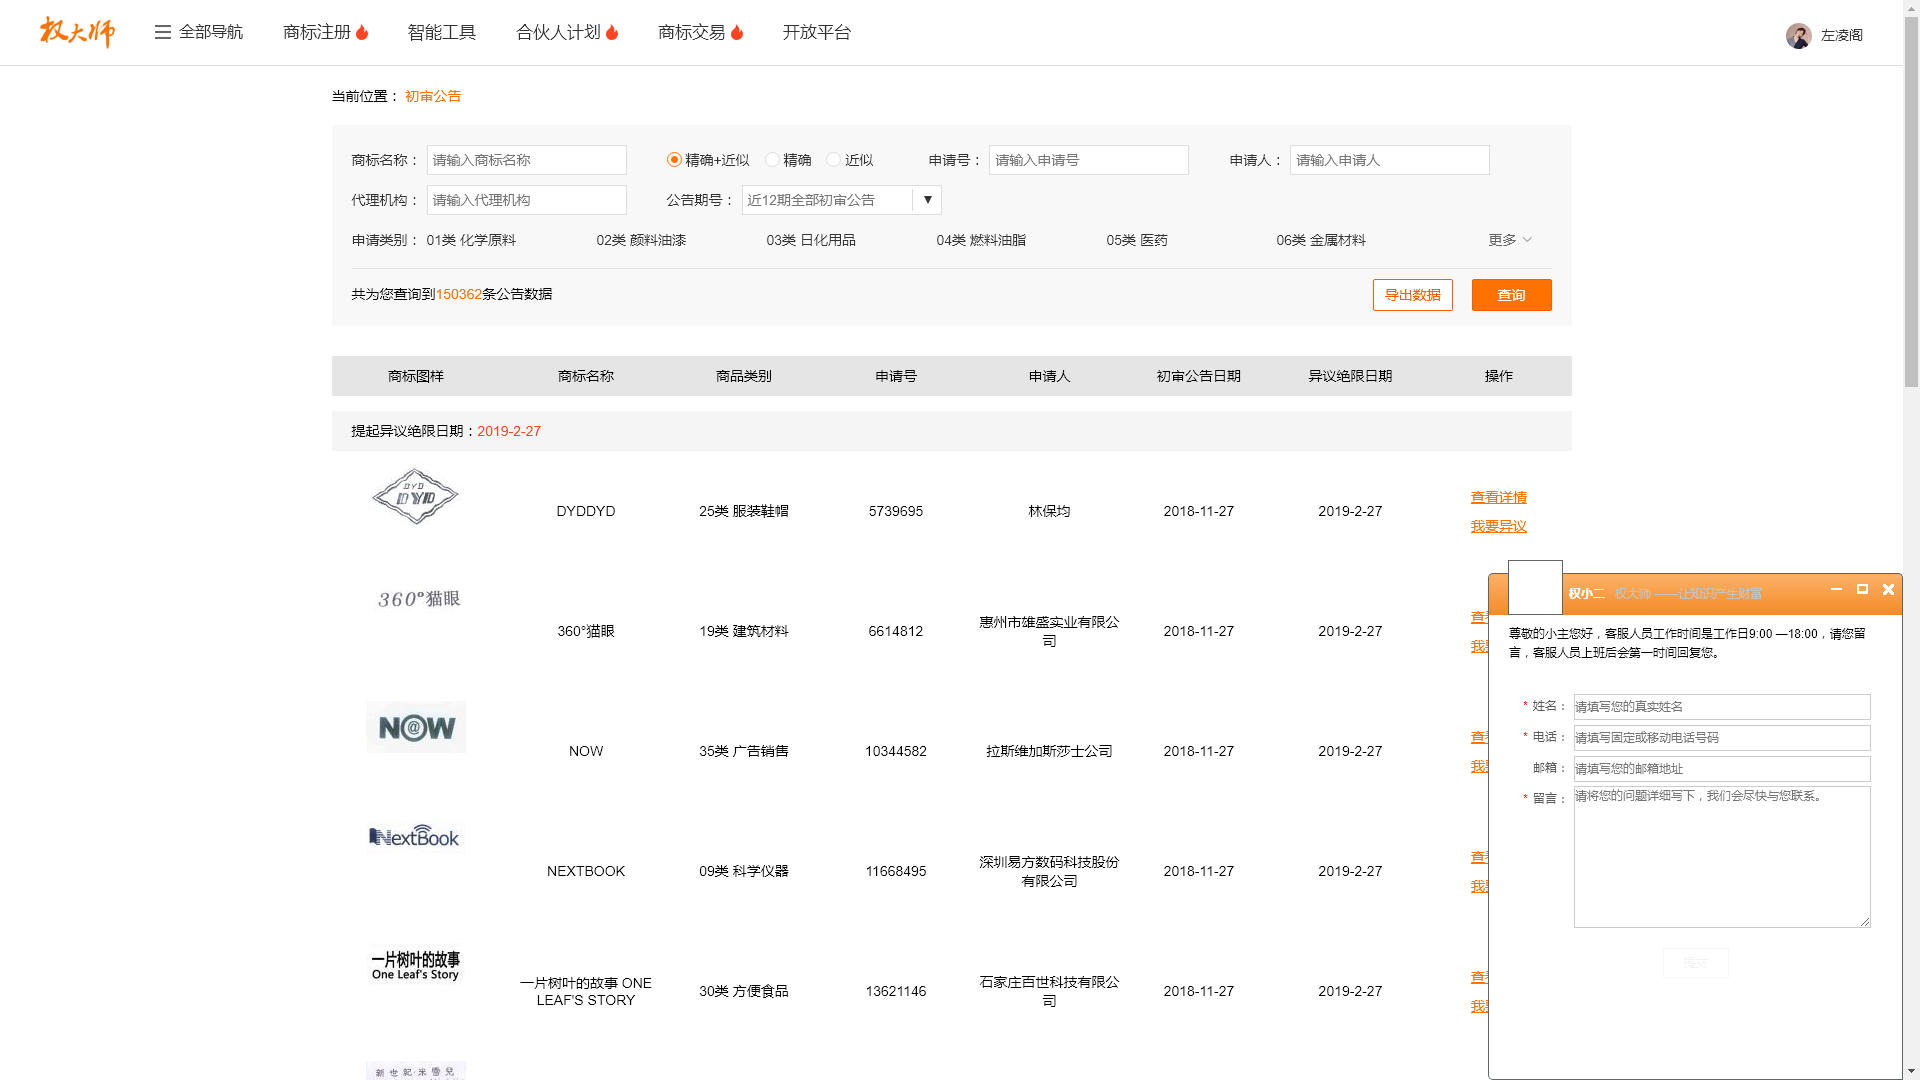 权大师 全部导航 商标注册 智能工具 合伙人计划 商标交易 开放平台 左凌阁
当前位置： 初审公告
商标名称： 请输入商标名称 精确+近似 精确 近似 申请号： 请输入申请号 申请人： 请输入申请人
代理机构： 请输入代理机构 公告期号： 近12期全部初审公告 ▼
申请类别： 01类 化学原料 02类 颜料油漆 03类 日化用品 04类 燃料油脂 05类 医药 06类 金属材料 更多
共为您查询到150362条公告数据 导出数据 查询
商标图样 商标名称 商品类别 申请号 申请人 初审公告日期 异议绝限日期 操作
提起异议绝限日期：2019-2-27
DYD
DYD
DYDDYD 25类 服装鞋帽 5739695 林保均 2018-11-27 2019-2-27
查看详情
我要异议
360°猫眼
360°猫眼 19类 建筑材料 6614812 惠州市雄盛实业有限公司 2018-11-27 2019-2-27
查
我
N@W
NOW 35类 广告销售 10344582 拉斯维加斯莎士公司 2018-11-27 2019-2-27
查
我
NextBook
NEXTBOOK 09类 科学仪器 11668495 深圳易方数码科技股份有限公司 2018-11-27 2019-2-27
查
我
一片树叶的故事
One Leaf's Story
一片树叶的故事 ONE LEAF'S STORY 30类 方便食品 13621146 石家庄百世科技有限公司 2018-11-27 2019-2-27
查
我
新世紀·米雪兒
权小二 权大师 ——让知识产生财富
尊敬的小主您好，客服人员工作时间是工作日9:00 —18:00，请您留
言，客服人员上班后会第一时间回复您。
* 姓名： 请填写您的真实姓名
* 电话： 请填写固定或移动电话号码
邮箱： 请填写您的邮箱地址
* 留言： 请将您的问题详细写下，我们会尽快与您联系。
提交